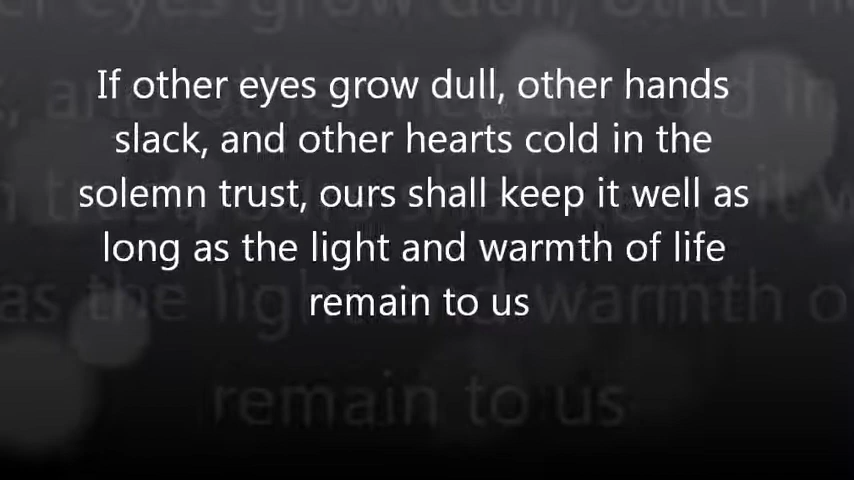 If other eyes grow dull, other hands
slack, and other hearts cold in the
solemn trust, ours shall keep it well as
long as the light and warmth of life
remain to us